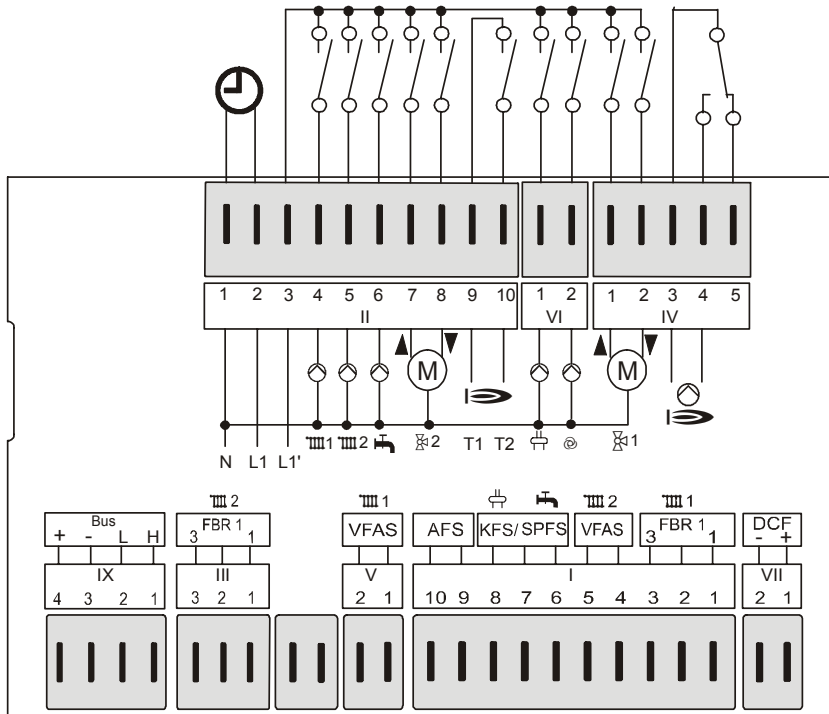 1 2 3 4 5 6 7 8 9 10 1 2 1 2 3 4 5
II VI IV
M M
1 2 2 T1 T2 1
N L1 L1'
2 1 2 1
Bus FBR 1 VFAS AFS KFS/ SPFS VFAS FBR 1 DCF
+ - L H 3 1 3 1 - +
IX III V I VII
4 3 2 1 3 2 1 2 1 10 9 8 7 6 5 4 3 2 1 2 1